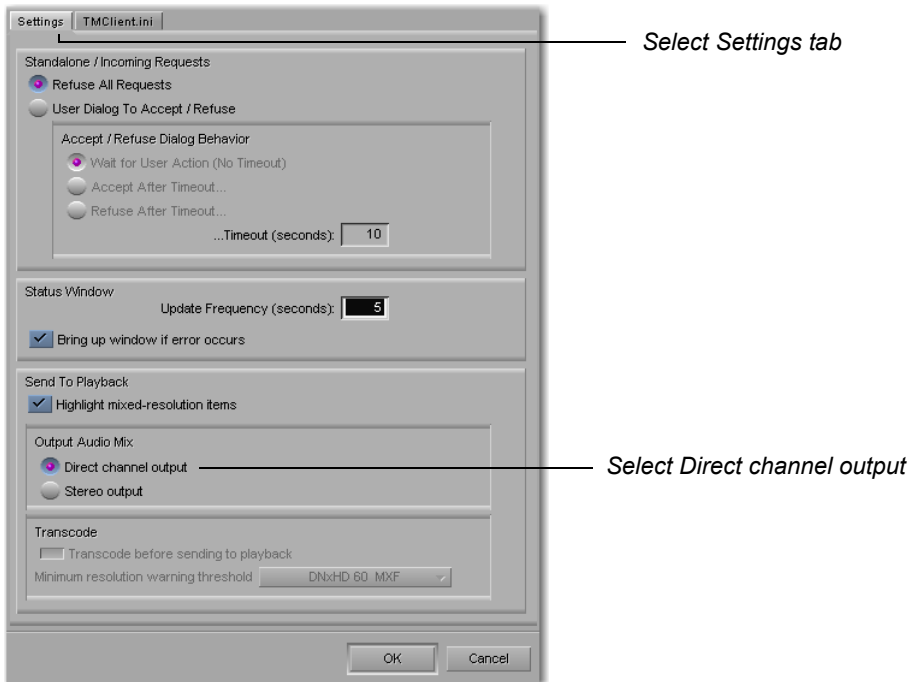 Settings TMClient.ini
Select Settings tab
Standalone / Incoming Requests
Refuse All Requests
User Dialog To Accept / Refuse
Accept / Refuse Dialog Behavior
Wait for User Action (No Timeout)
Accept After Timeout...
Refuse After Timeout...
...Timeout (seconds): 10
Status Window
Update Frequency (seconds): 5
Bring up window if error occurs
Send To Playback
Highlight mixed-resolution items
Output Audio Mix
Direct channel output
Select Direct channel output
Stereo output
Transcode
Transcode before sending to playback
Minimum resolution warning threshold DNxHD 60 MXF
OK Cancel